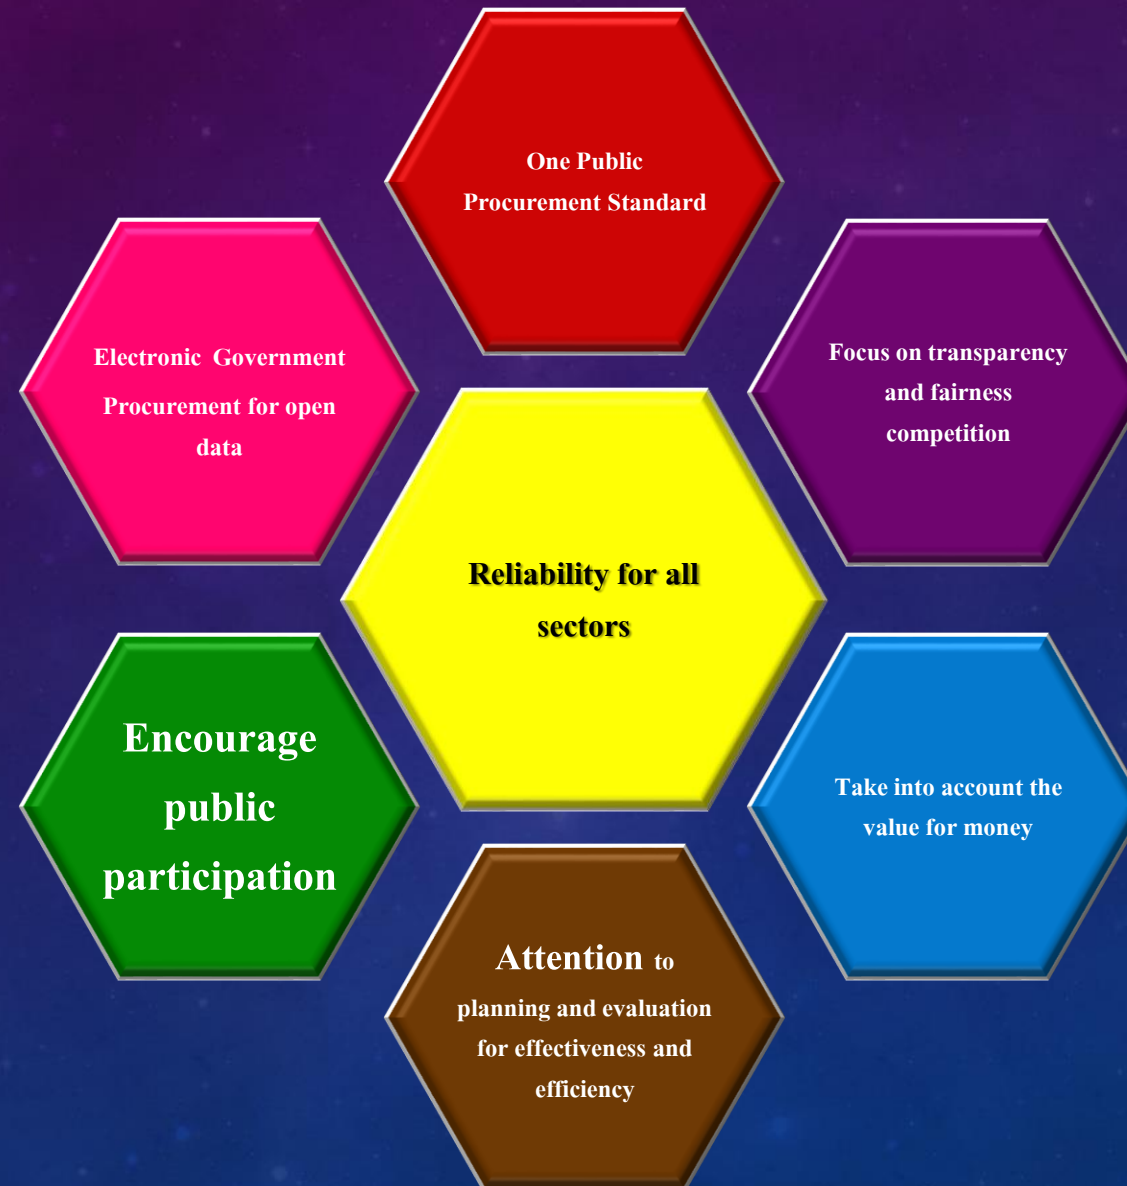 One Public
Procurement Standard
Electronic Government
Procurement for open
data
Focus on transparency
and fairness
competition
Reliability for all
sectors
Encourage
public
participation
Take into account the
value for money
Attention to
planning and evaluation
for effectiveness and
efficiency